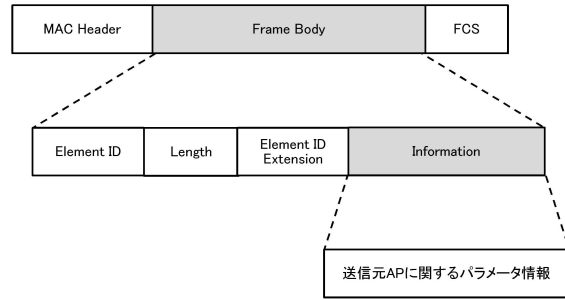 MAC Header
Frame Body
FCS
Element ID
Length
Element ID
Extension
Information
送信元APに関するパラメータ情報